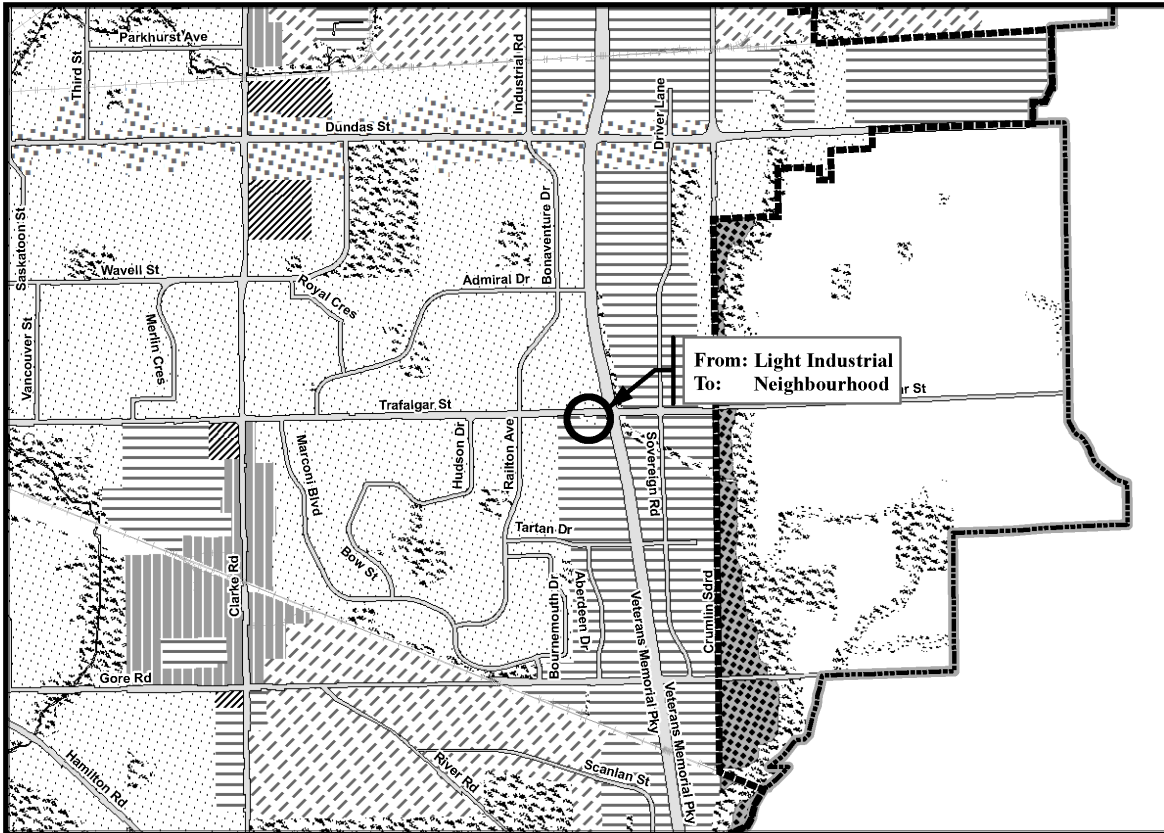 Parkhurst Ave
Third St
Industrial Rd
Driver Lane
Dundas St
Saskatoon St
Wavell St
Royal Cres
Admiral Dr
Bonaventure Dr
Vancouver St
Merlin Cres
From: Light Industrial
To: Neighbourhood
Trafalgar St
ar St
Marconi Blvd
Hudson Dr
Railton Ave
Sovereign Rd
Tartan Dr
Bow St
Clarke Rd
Bournemouth Dr
Aberdeen Dr
Veterans Memorial Pky
Crumlin Sdrd
Gore Rd
Veterans Memorial Pky
Hamilton Rd
River Rd
Scanlan St